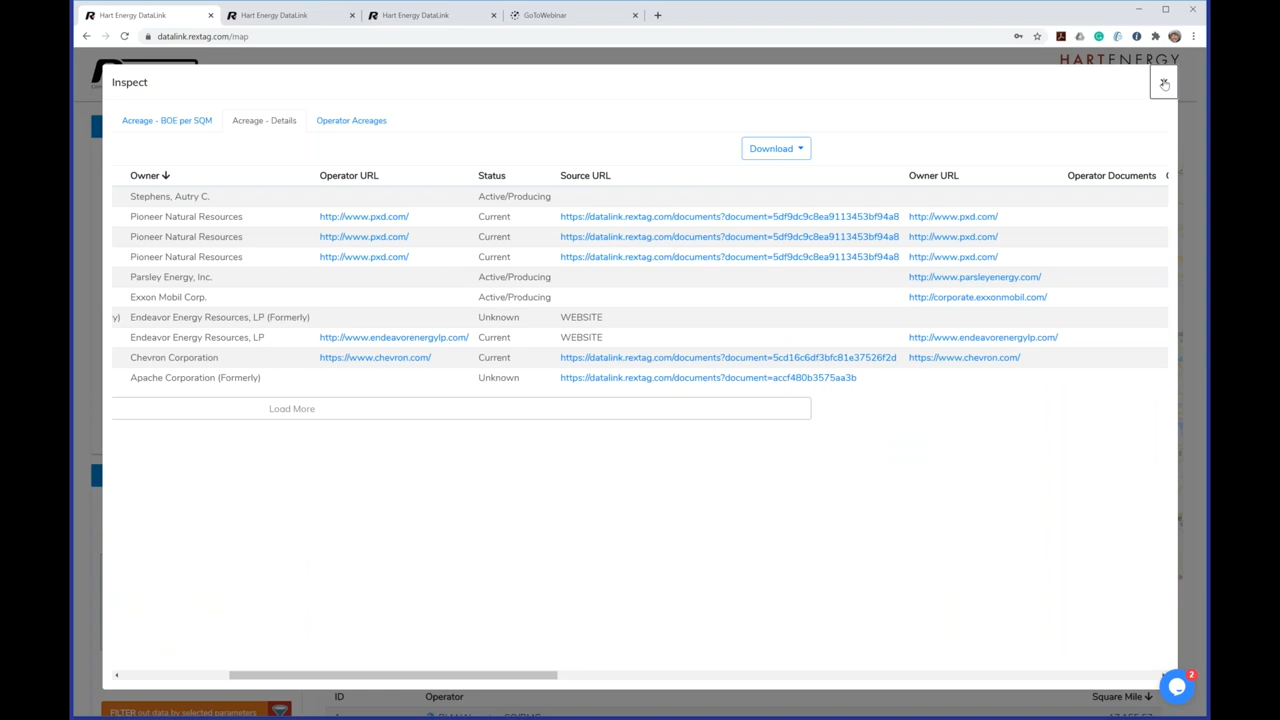 Hart Energy DataLink Hart Energy DataLink Hart Energy DataLink GoToWebinar
datalink.rextag.com/map
HARTENERGY
Inspect
Acreage - BOE per SQM Acreage - Details Operator Acreages
Download
Owner Operator URL Status Source URL Owner URL Operator Documents
Stephens, Autry C. Active/Producing
Pioneer Natural Resources http://www.pxd.com/ Current https://datalink.rextag.com/documents?document=5df9dc9c8ea9113453bf94a8 http://www.pxd.com/
Pioneer Natural Resources http://www.pxd.com/ Current https://datalink.rextag.com/documents?document=5df9dc9c8ea9113453bf94a8 http://www.pxd.com/
Pioneer Natural Resources http://www.pxd.com/ Current https://datalink.rextag.com/documents?document=5df9dc9c8ea9113453bf94a8 http://www.pxd.com/
Parsley Energy, Inc. Active/Producing http://www.parsleyenergy.com/
Exxon Mobil Corp. Active/Producing http://corporate.exxonmobil.com/
y) Endeavor Energy Resources, LP (Formerly) Unknown WEBSITE
Endeavor Energy Resources, LP http://www.endeavorenergylp.com/ Current WEBSITE http://www.endeavorenergylp.com/
Chevron Corporation https://www.chevron.com/ Current https://datalink.rextag.com/documents?document=5cd16c6df3bfc81e37526f2d https://www.chevron.com/
Apache Corporation (Formerly) Unknown https://datalink.rextag.com/documents?document=accf480b3575aa3b
Load More
2
ID Operator Square Mile
FILTER out data by selected parameters